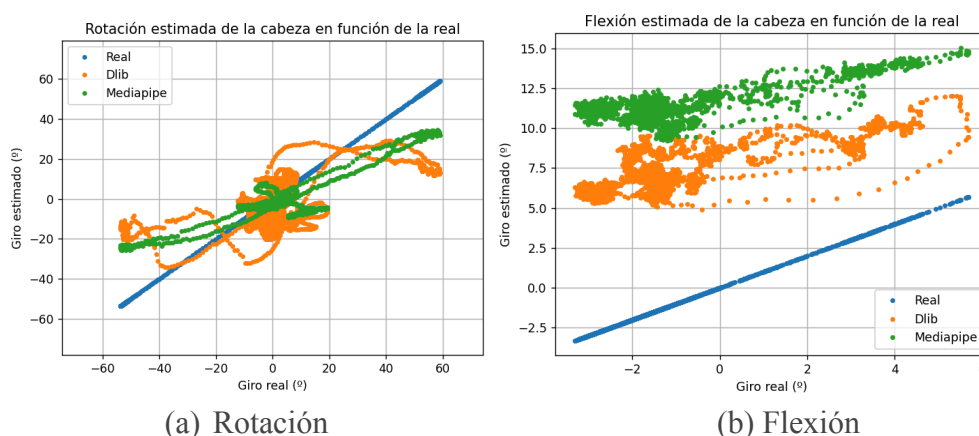 Rotación estimada de la cabeza en función de la real
Real
Dlib
Mediapipe
60
40
20
0
−20
−40
−60
Giro estimado (º)
−60 −40 −20 0 20 40 60
Giro real (º)
(a) Rotación
Flexión estimada de la cabeza en función de la real
15.0
12.5
10.0
7.5
5.0
2.5
0.0
−2.5
Giro estimado (º)
Real
Dlib
Mediapipe
−2 0 2 4
Giro real (º)
(b) Flexión